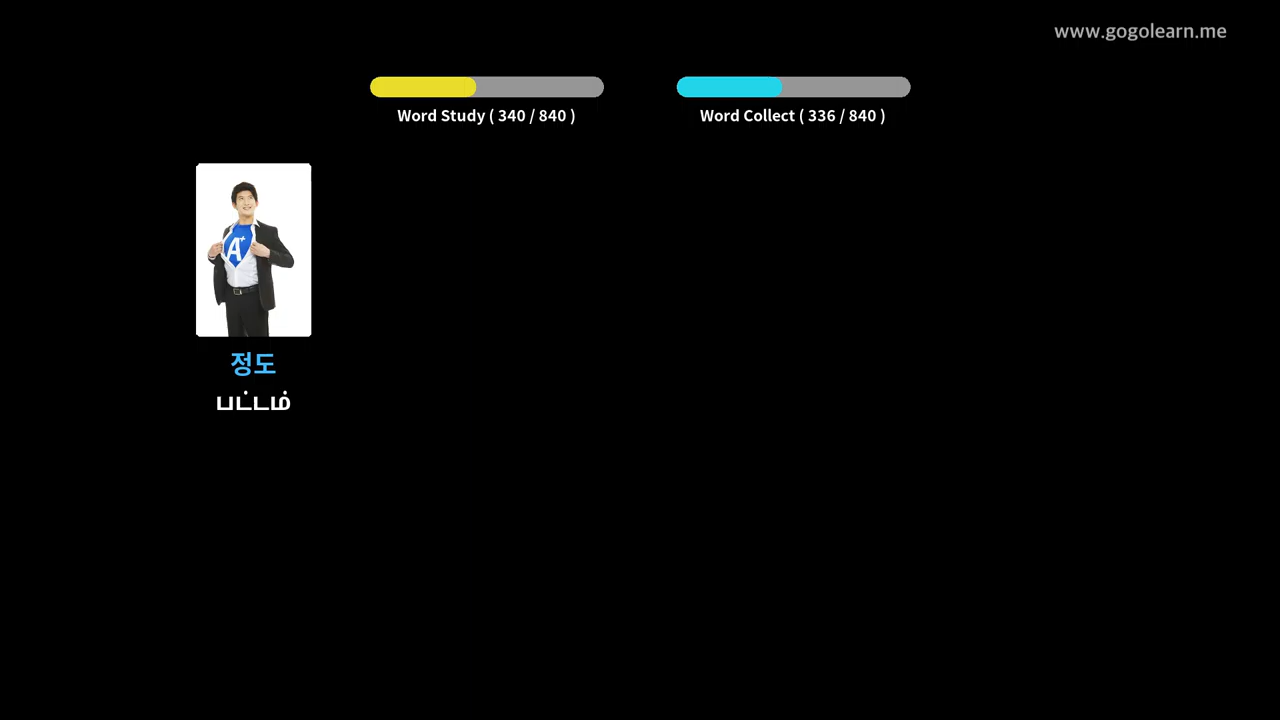 www.gogolearn.me
Word Study ( 340 / 840 )
Word Collect ( 336 / 840 )
A+
정도
பட்டம்